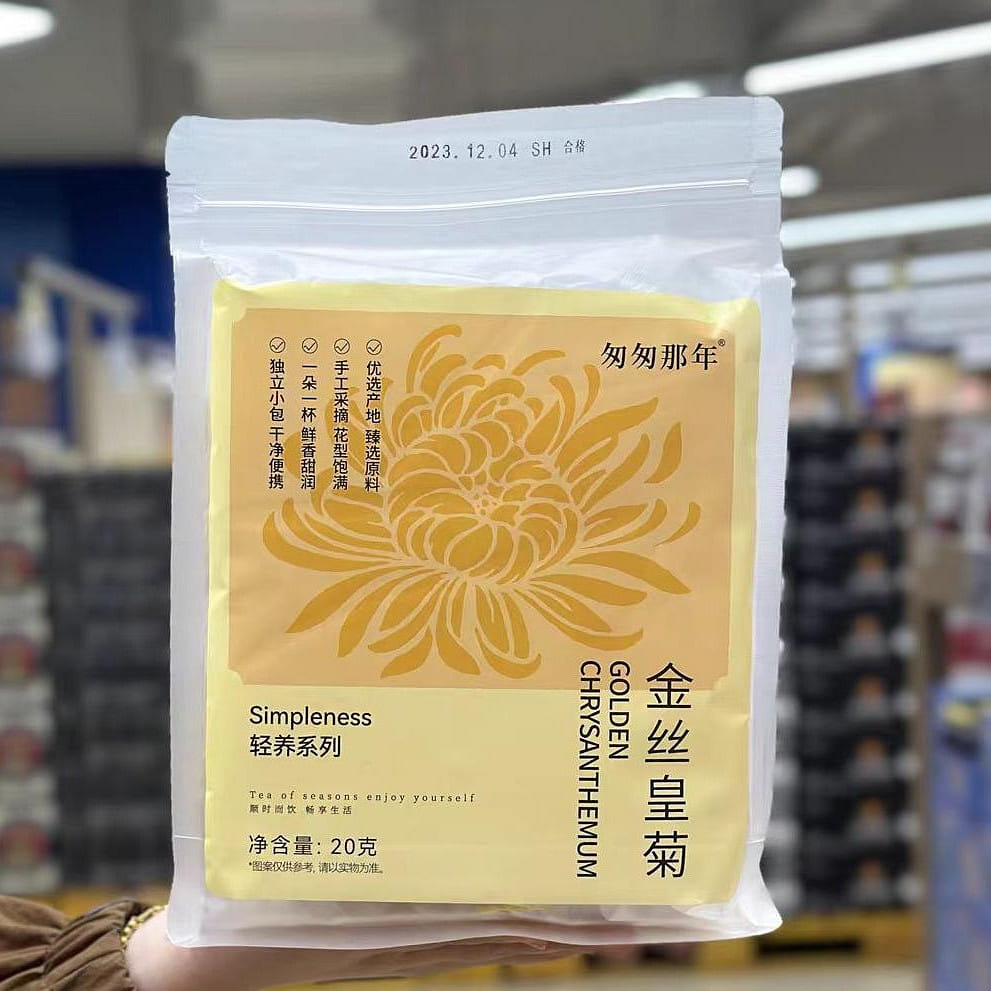 2023.12.04 SH 合格
匆匆那年®
优选产地 臻选原料
手工采摘 花型饱满
一朵一杯 鲜香甜润
独立小包 干净便携
金丝皇菊
GOLDEN
CHRYSANTHEMUM
Simpleness
轻养系列
Tea of seasons enjoy yourself
顺时而饮 畅享生活
净含量: 20克
*图案仅供参考, 请以实物为准。